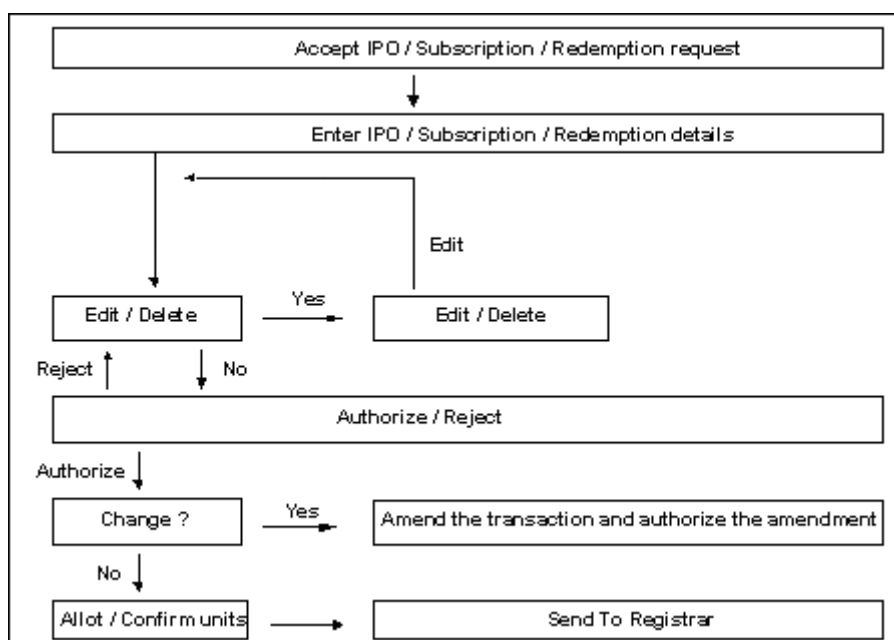 Accept IPO / Subscription / Redemption request
Enter IPO / Subscription / Redemption details
Edit
Edit / Delete
Yes
Edit / Delete
Reject
No
Authorize / Reject
Authorize
Change ?
Yes
Amend the transaction and authorize the amendment
No
Allot / Confirm units
Send To Registrar